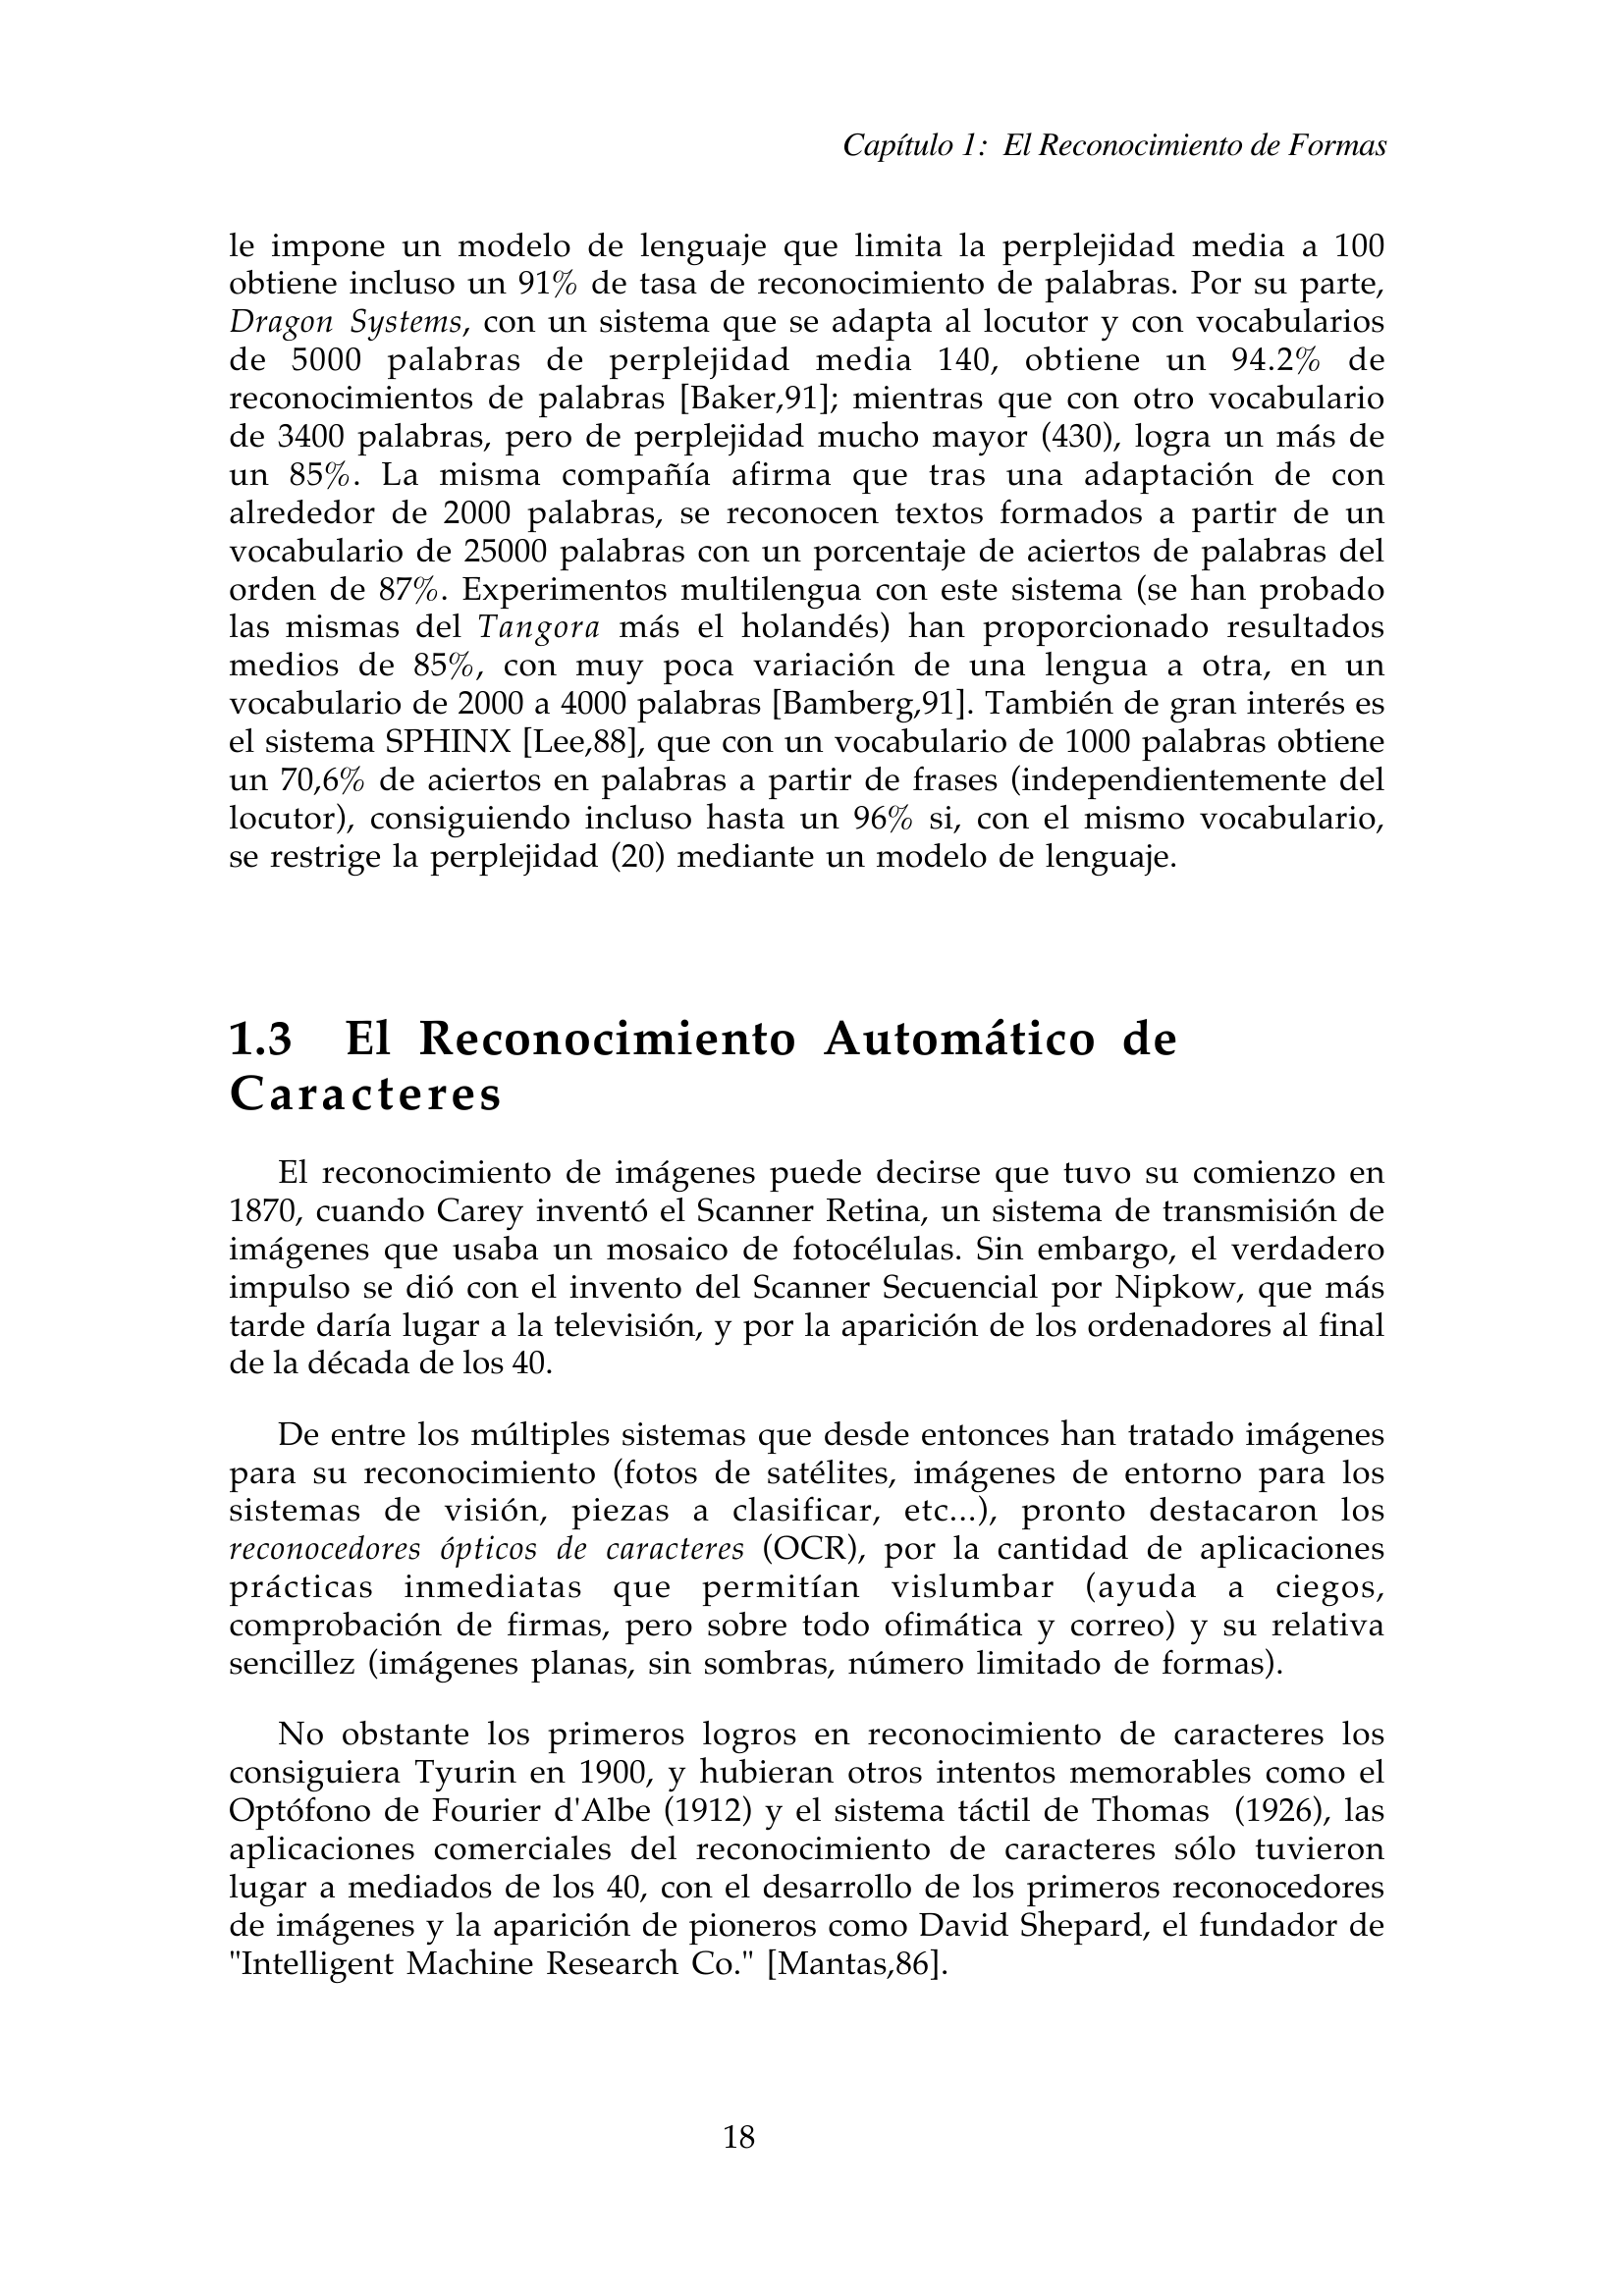 Capítulo 1: El Reconocimiento de Formas
le impone un modelo de lenguaje que limita la perplejidad media a 100
obtiene incluso un 91% de tasa de reconocimiento de palabras. Por su parte,
Dragon Systems, con un sistema que se adapta al locutor y con vocabularios
de 5000 palabras de perplejidad media 140, obtiene un 94.2% de
reconocimientos de palabras [Baker,91]; mientras que con otro vocabulario
de 3400 palabras, pero de perplejidad mucho mayor (430), logra un más de
un 85%. La misma compañía afirma que tras una adaptación de con
alrededor de 2000 palabras, se reconocen textos formados a partir de un
vocabulario de 25000 palabras con un porcentaje de aciertos de palabras del
orden de 87%. Experimentos multilengua con este sistema (se han probado
las mismas del Tangora más el holandés) han proporcionado resultados
medios de 85%, con muy poca variación de una lengua a otra, en un
vocabulario de 2000 a 4000 palabras [Bamberg,91]. También de gran interés es
el sistema SPHINX [Lee,88], que con un vocabulario de 1000 palabras obtiene
un 70,6% de aciertos en palabras a partir de frases (independientemente del
locutor), consiguiendo incluso hasta un 96% si, con el mismo vocabulario,
se restrige la perplejidad (20) mediante un modelo de lenguaje.
1.3 El Reconocimiento Automático de
Caracteres
El reconocimiento de imágenes puede decirse que tuvo su comienzo en
1870, cuando Carey inventó el Scanner Retina, un sistema de transmisión de
imágenes que usaba un mosaico de fotocélulas. Sin embargo, el verdadero
impulso se dió con el invento del Scanner Secuencial por Nipkow, que más
tarde daría lugar a la televisión, y por la aparición de los ordenadores al final
de la década de los 40.
De entre los múltiples sistemas que desde entonces han tratado imágenes
para su reconocimiento (fotos de satélites, imágenes de entorno para los
sistemas de visión, piezas a clasificar, etc...), pronto destacaron los
reconocedores ópticos de caracteres (OCR), por la cantidad de aplicaciones
prácticas inmediatas que permitían vislumbar (ayuda a ciegos,
comprobación de firmas, pero sobre todo ofimática y correo) y su relativa
sencillez (imágenes planas, sin sombras, número limitado de formas).
No obstante los primeros logros en reconocimiento de caracteres los
consiguiera Tyurin en 1900, y hubieran otros intentos memorables como el
Optófono de Fourier d'Albe (1912) y el sistema táctil de Thomas (1926), las
aplicaciones comerciales del reconocimiento de caracteres sólo tuvieron
lugar a mediados de los 40, con el desarrollo de los primeros reconocedores
de imágenes y la aparición de pioneros como David Shepard, el fundador de
"Intelligent Machine Research Co." [Mantas,86].
18